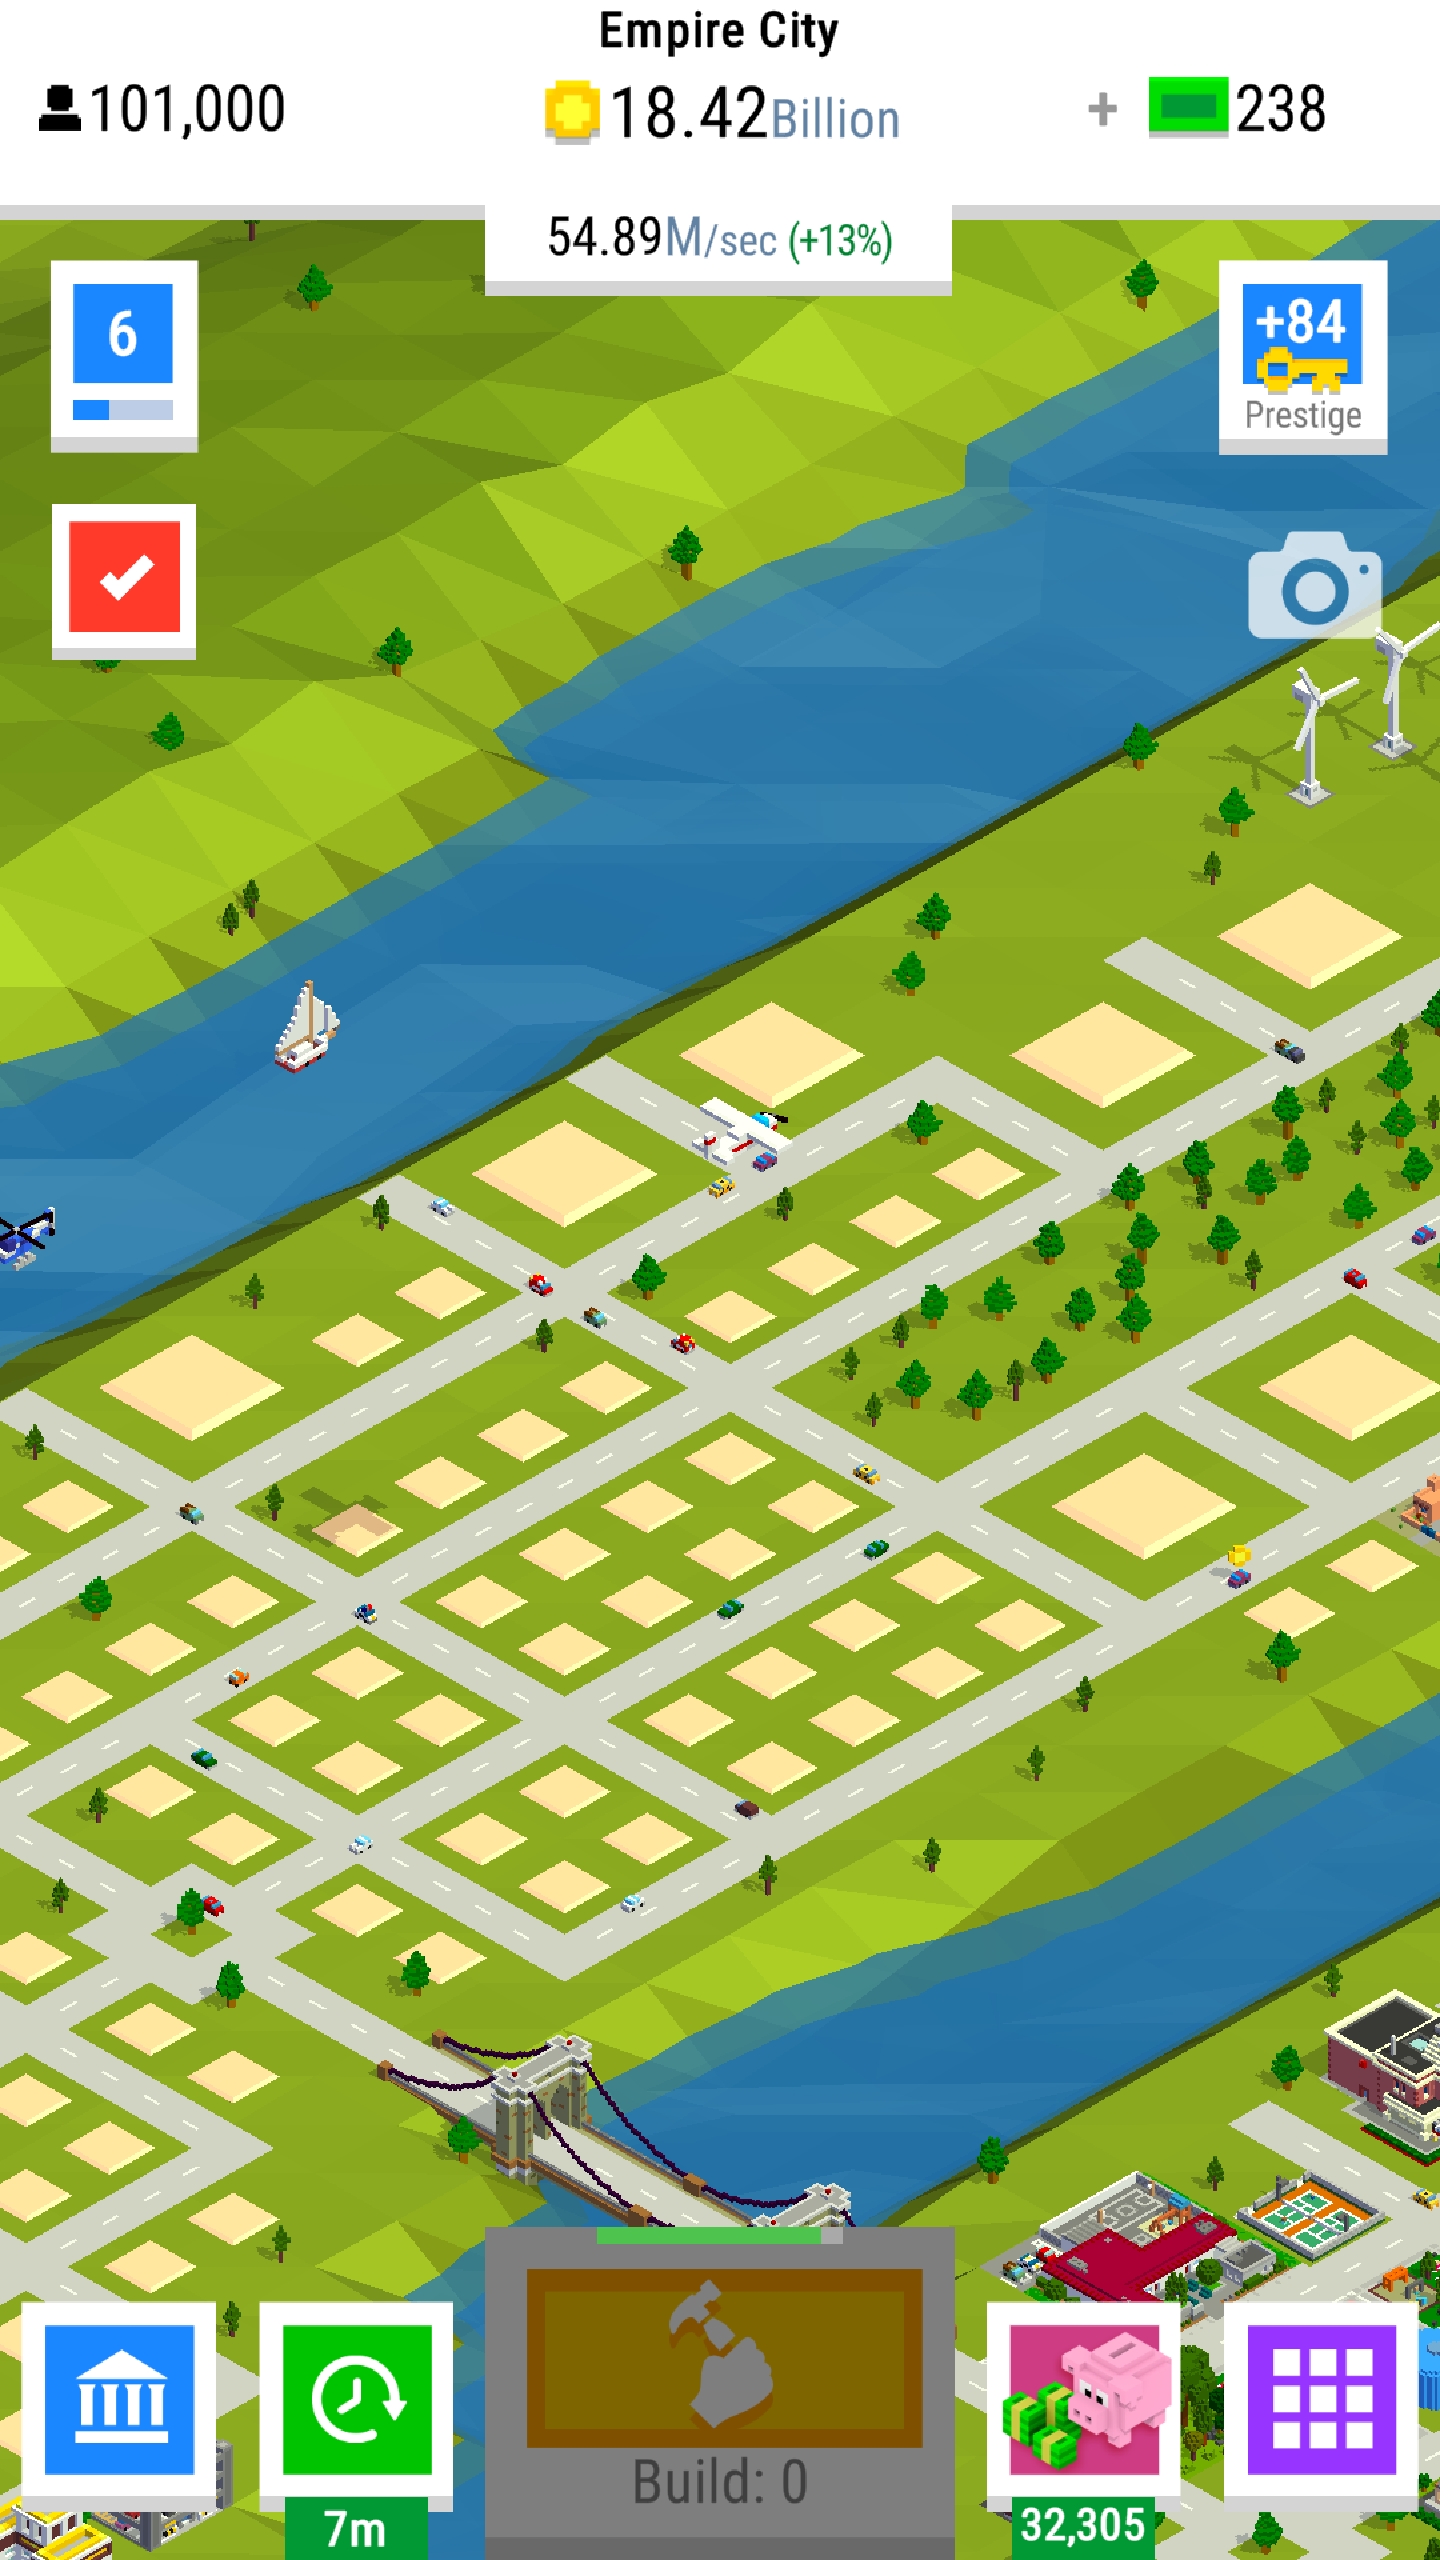 Empire City
101,000
18.42Billion
+ 238
54.89M/sec (+13%)
6
+84
Prestige
Build: 0
7m
32,305